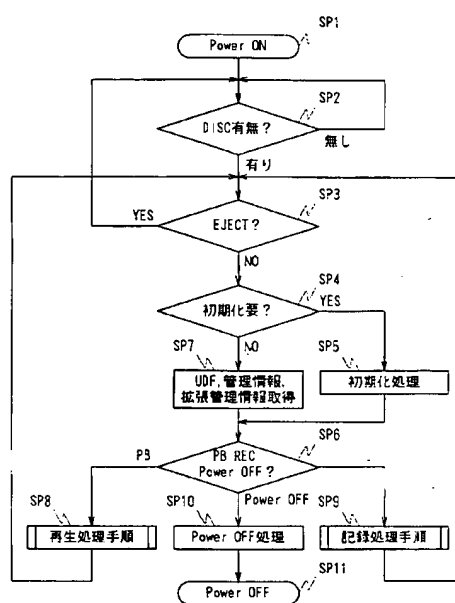 SP1
Power ON
SP2
DISC有無?
無し
有り
SP3
YES
EJECT?
NO
SP4
初期化要?
YES
SP7
NO
SP5
UDF,管理情報,
拡張管理情報取得
初期化処理
SP6
PB
PB REC
Power OFF?
SP8
SP10
Power OFF
SP9
再生処理手順
Power OFF処理
記録処理手順
SP11
Power OFF